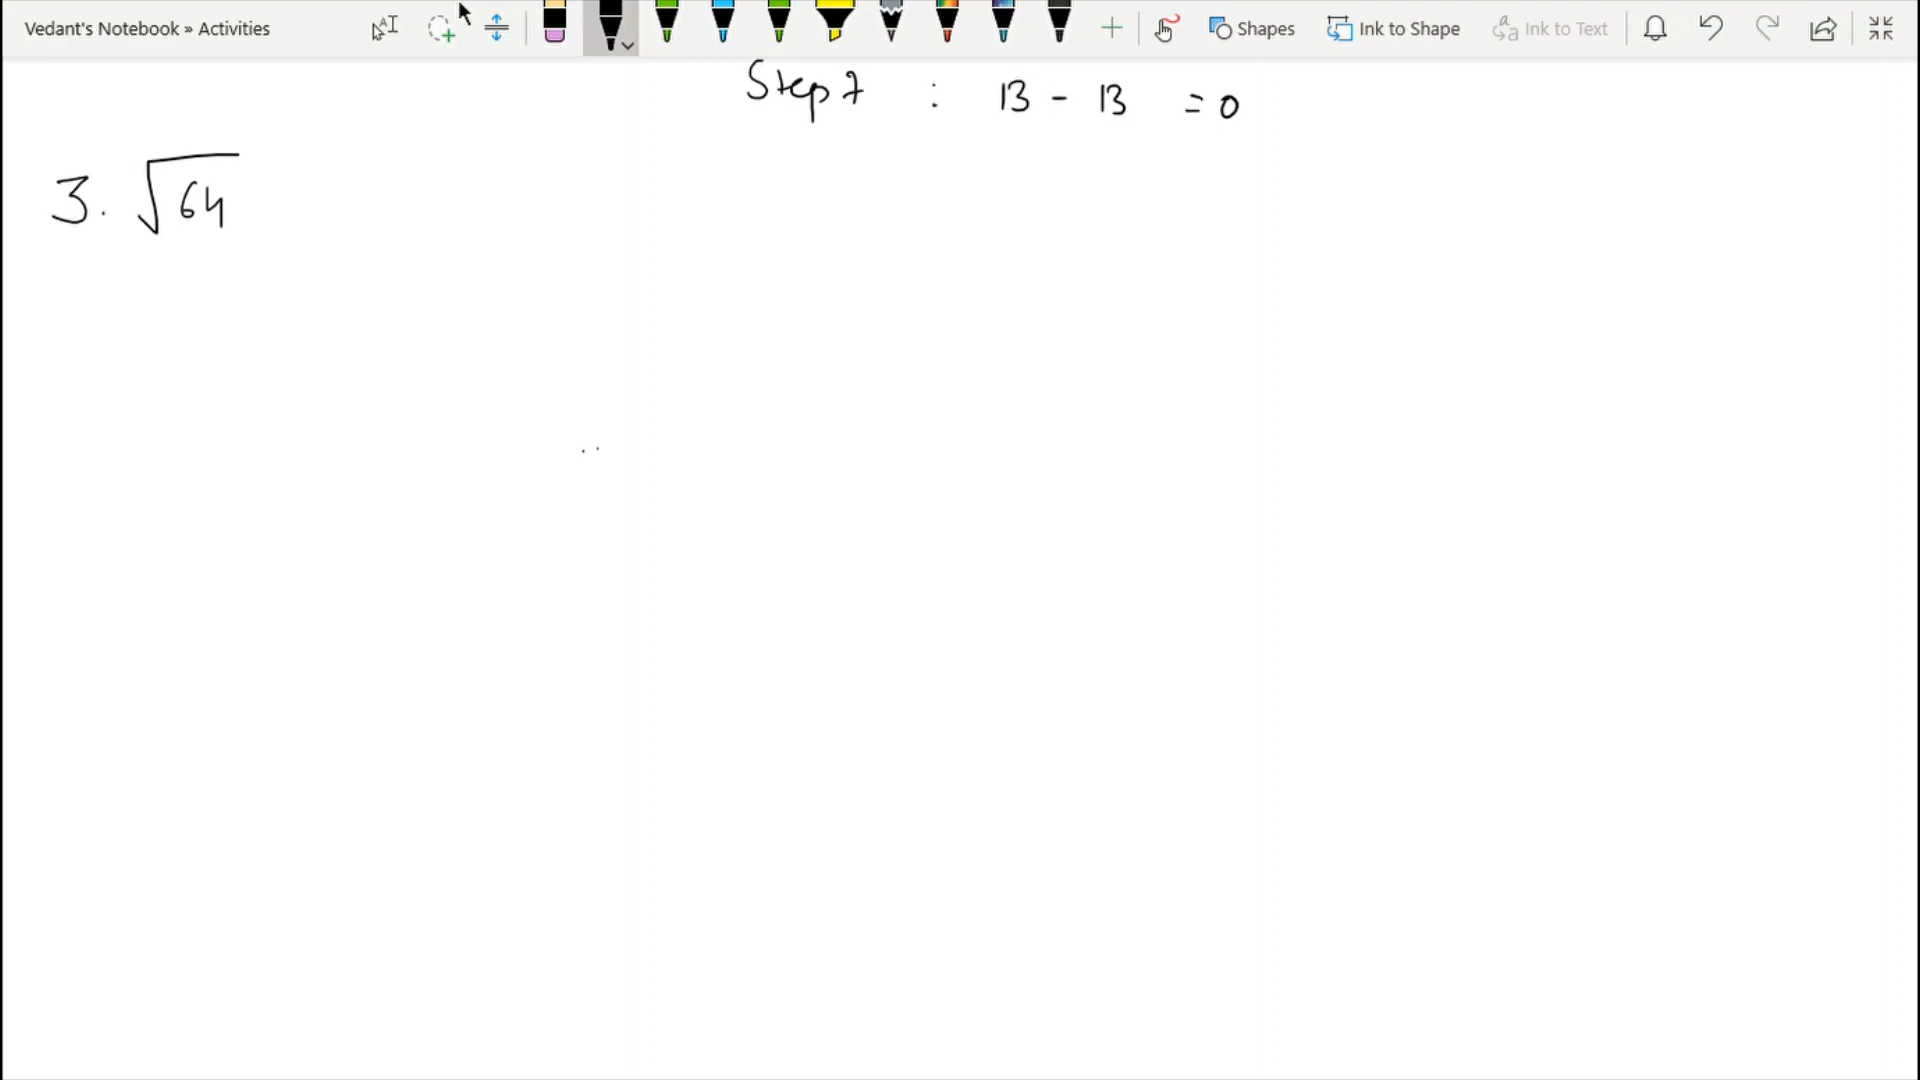 Vedant's Notebook » Activities
Shapes
Ink to Shape
Ink to Text
Step 7 : 13 - 13 = 0
3. √64